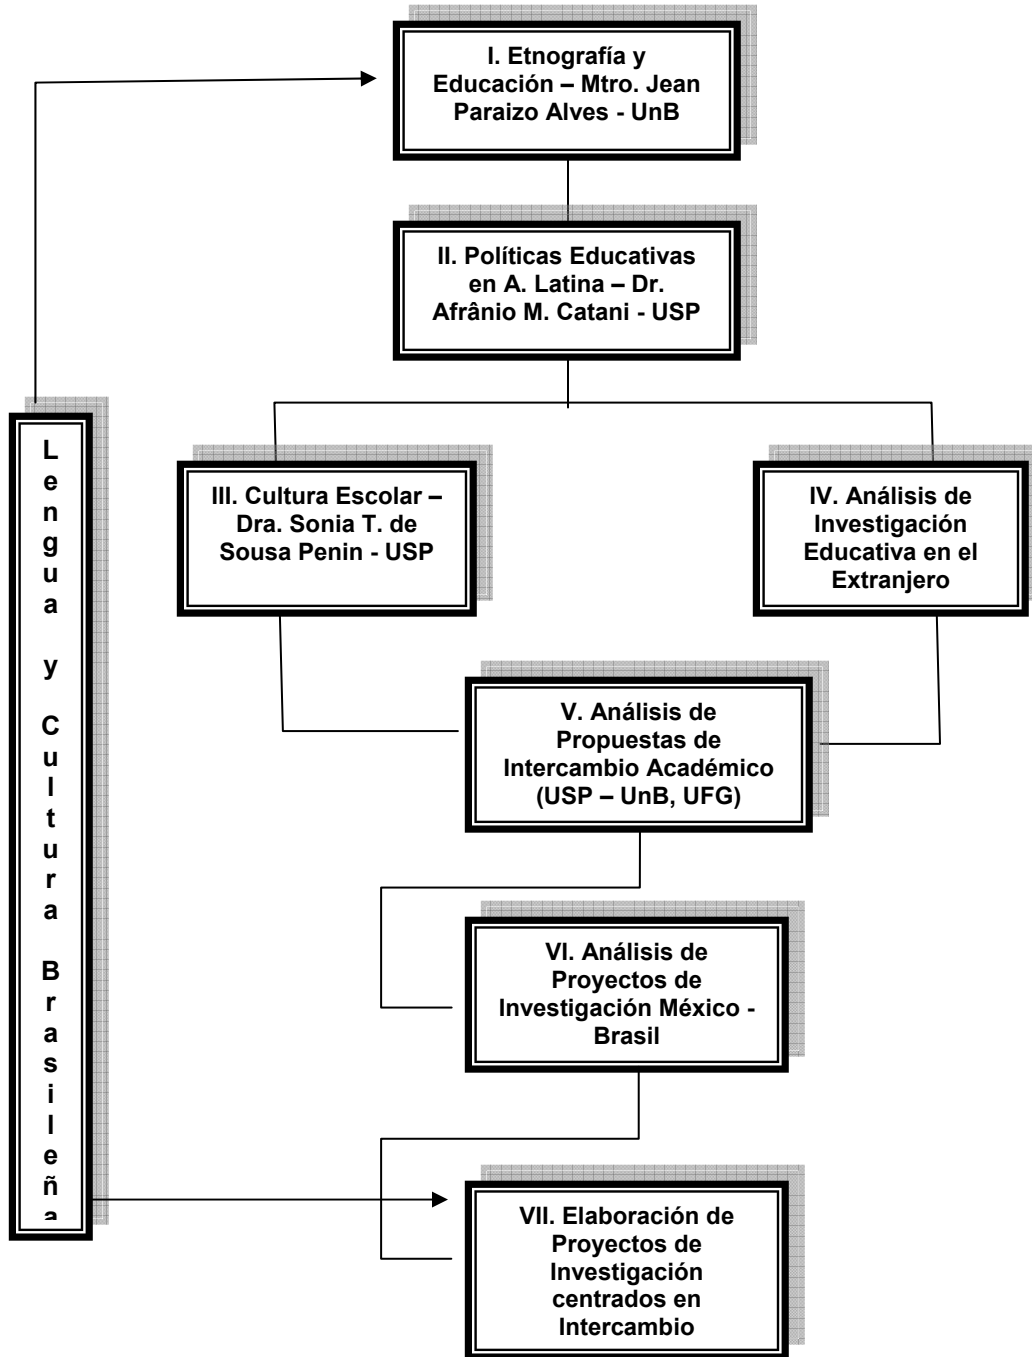 I. Etnografía y
Educación – Mtro. Jean
Paraizo Alves - UnB
II. Políticas Educativas
en A. Latina – Dr.
Afrânio M. Catani - USP
Lengua y Cultura Brasileña
III. Cultura Escolar –
Dra. Sonia T. de
Sousa Penin - USP
IV. Análisis de
Investigación
Educativa en el
Extranjero
V. Análisis de
Propuestas de
Intercambio Académico
(USP – UnB, UFG)
VI. Análisis de
Proyectos de
Investigación México -
Brasil
VII. Elaboración de
Proyectos de
Investigación
centrados en
Intercambio